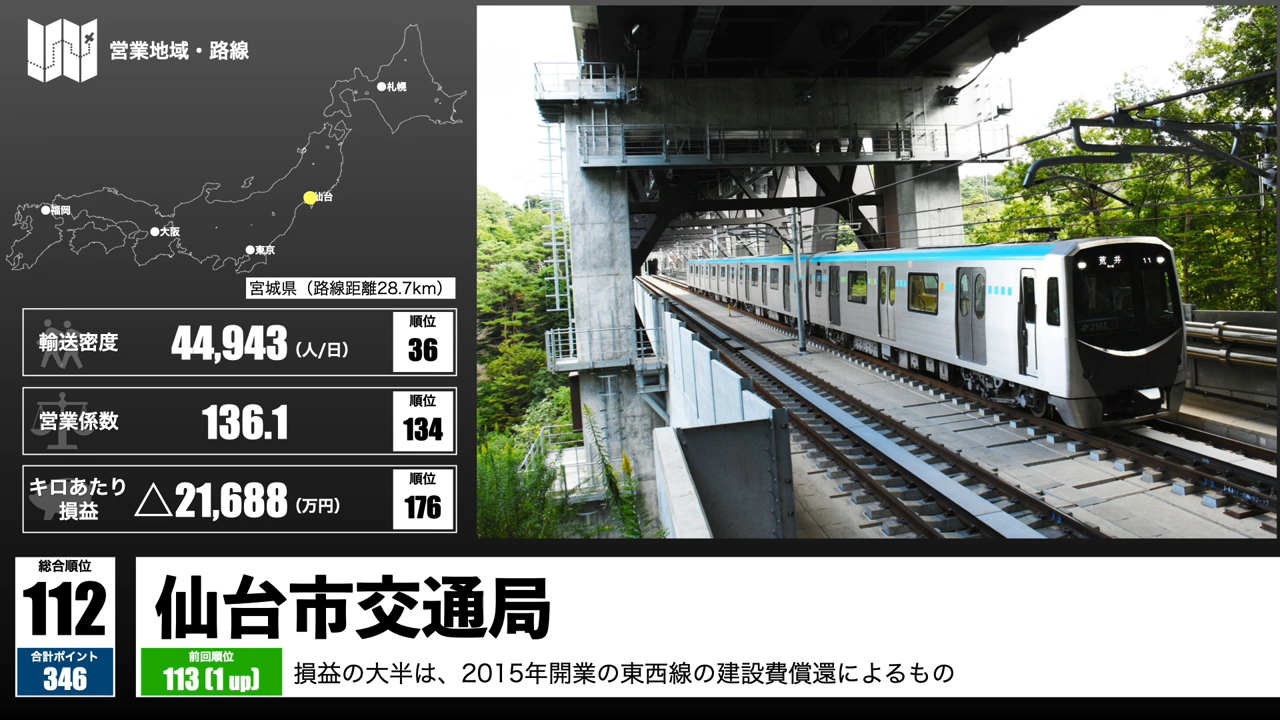 営業地域・路線
札幌
仙台
福岡
大阪
東京
宮城県（路線距離28.7km）
輸送密度
44,943（人/日）
順位
36
営業係数
136.1
順位
134
キロあたり
損益
△21,688（万円）
順位
176
荒井 11
総合順位
112
合計ポイント
346
仙台市交通局
前回順位
113 (1 up)
損益の大半は、2015年開業の東西線の建設費償還によるもの